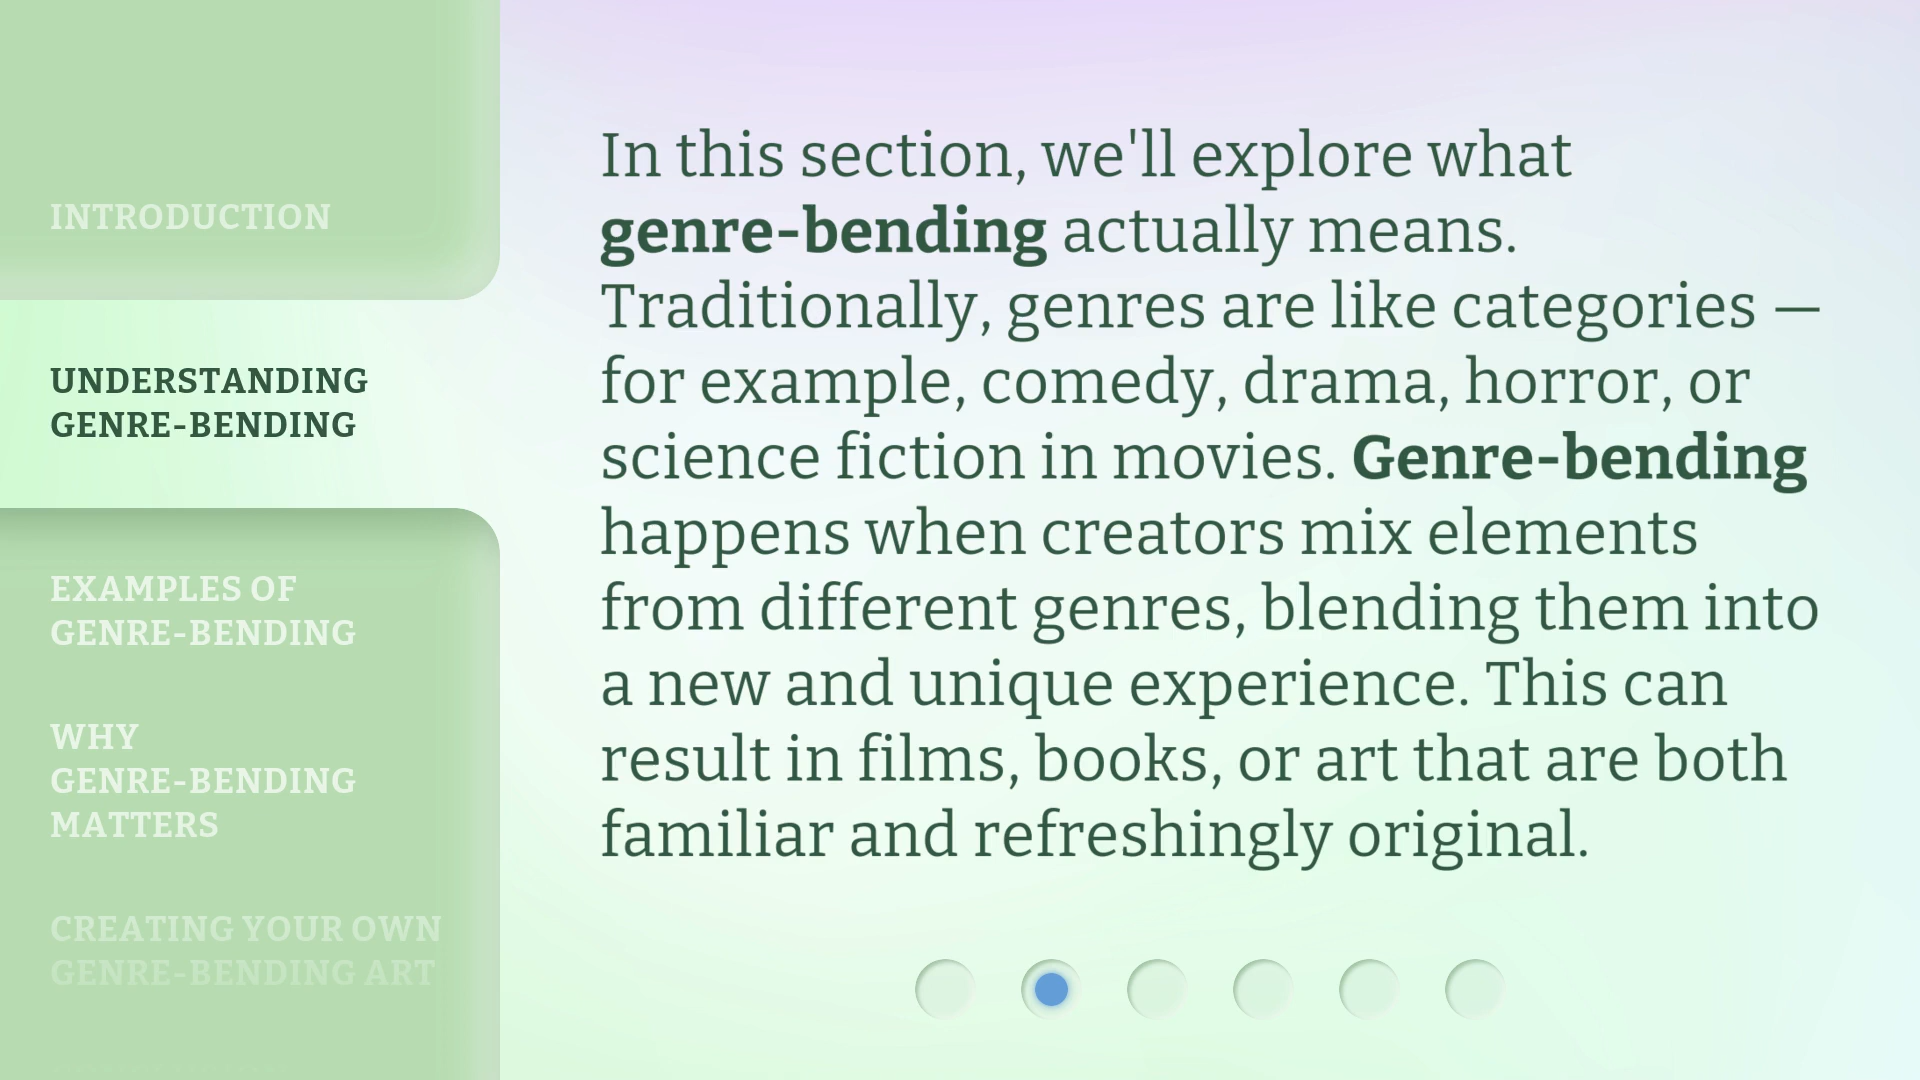 INTRODUCTION
UNDERSTANDING
GENRE-BENDING
EXAMPLES OF
GENRE-BENDING
WHY
GENRE-BENDING
MATTERS
CREATING YOUR OWN
GENRE-BENDING ART
In this section, we'll explore what
genre-bending actually means.
Traditionally, genres are like categories —
for example, comedy, drama, horror, or
science fiction in movies. Genre-bending
happens when creators mix elements
from different genres, blending them into
a new and unique experience. This can
result in films, books, or art that are both
familiar and refreshingly original.